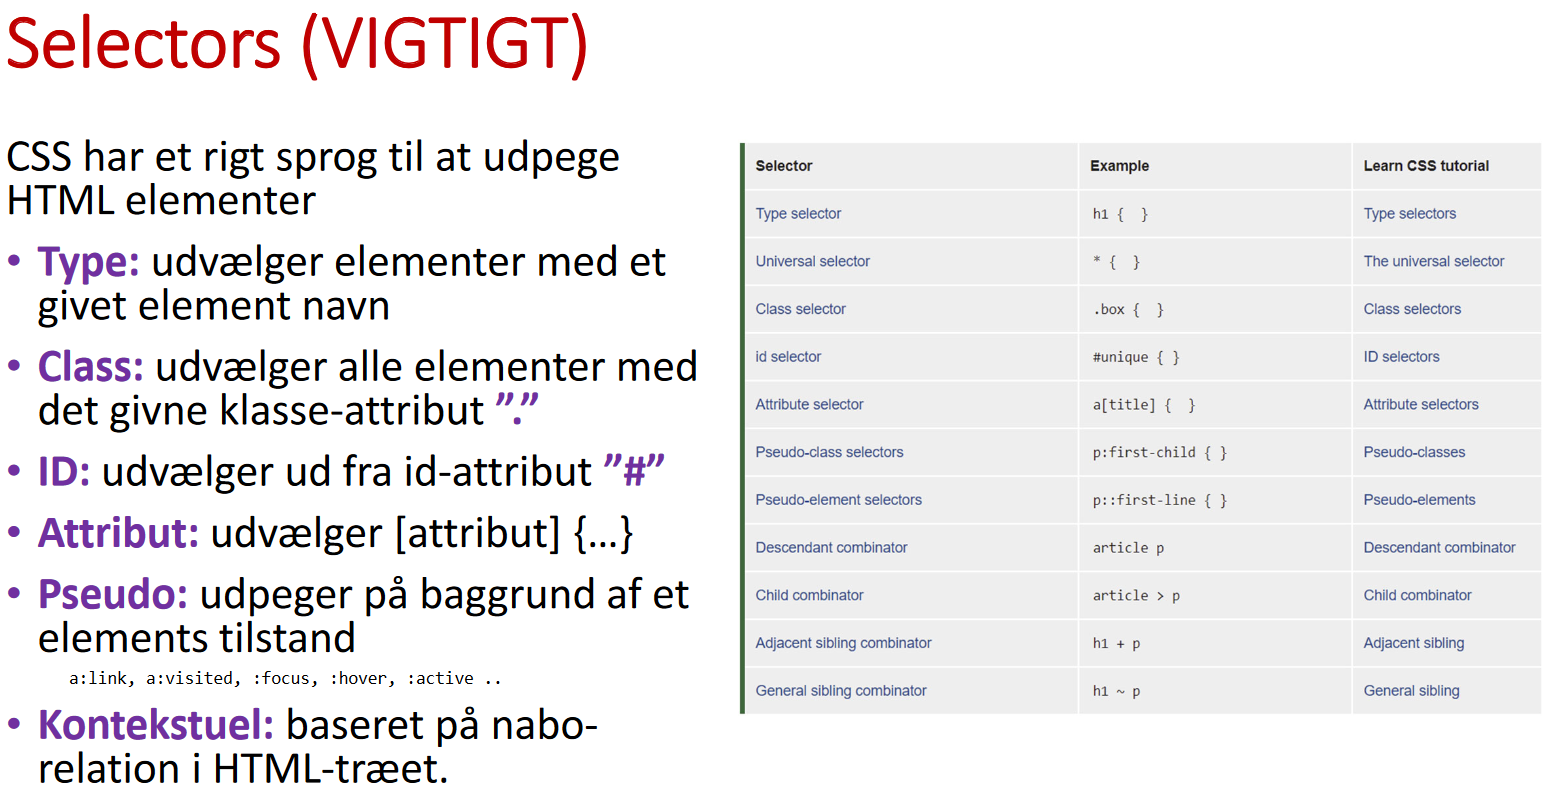 Selectors (VIGTIGT)
CSS har et rigt sprog til at udpege
HTML elementer
• Type: udvælger elementer med et
givet element navn
• Class: udvælger alle elementer med
det givne klasse-attribut ”.”
• ID: udvælger ud fra id-attribut ”#”
• Attribut: udvælger [attribut] {…}
• Pseudo: udpeger på baggrund af et
elements tilstand
a:link, a:visited, :focus, :hover, :active ..
• Kontekstuel: baseret på nabo-
relation i HTML-træet.
Selector Example Learn CSS tutorial
Type selector h1 {  } Type selectors
Universal selector * {  } The universal selector
Class selector .box {  } Class selectors
id selector #unique { } ID selectors
Attribute selector a[title] {  } Attribute selectors
Pseudo-class selectors p:first-child { } Pseudo-classes
Pseudo-element selectors p::first-line { } Pseudo-elements
Descendant combinator article p Descendant combinator
Child combinator article > p Child combinator
Adjacent sibling combinator h1 + p Adjacent sibling
General sibling combinator h1 ~ p General sibling